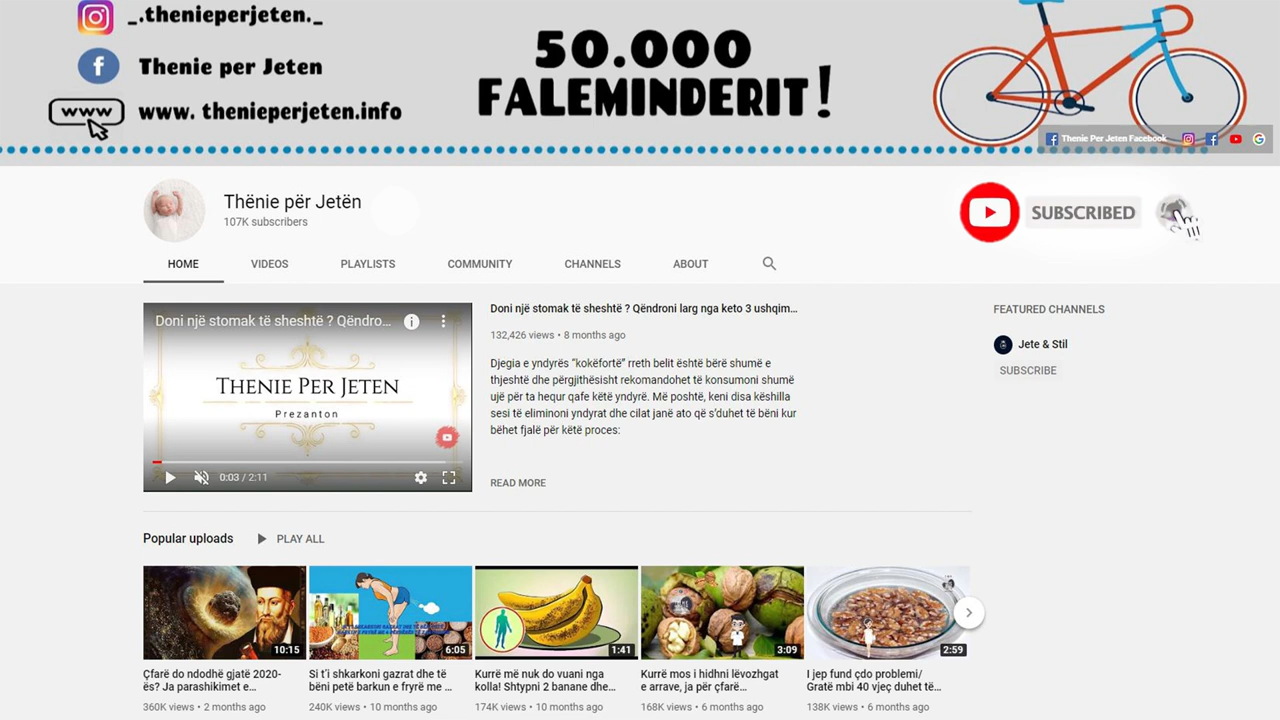 _.thenieperjeten._
Thenie per Jeten
www
www. thenieperjeten.info
50.000
FALEMINDERIT!
Thenie Per Jeten Facebook
Thënie për Jetën
107K subscribers
SUBSCRIBED
HOME VIDEOS PLAYLISTS COMMUNITY CHANNELS ABOUT
Doni një stomak të sheshtë ? Qëndro...
THENIE PER JETEN
Prezanton
0:03 / 2:11
Doni një stomak të sheshtë ? Qëndroni larg nga keto 3 ushqim...
132,426 views • 8 months ago
Djegia e yndyrës “kokëfortë” rreth belit është bërë shumë e
thjeshtë dhe përgjithësisht rekomandohet të konsumoni shumë
ujë për ta hequr qafe këtë yndyrë. Më poshtë, keni disa këshilla
sesi të eliminoni yndyrat dhe cilat janë ato që s’duhet të bëni kur
bëhet fjalë për këtë proces:
READ MORE
FEATURED CHANNELS
Jete & Stil
SUBSCRIBE
Popular uploads PLAY ALL
10:15
Çfarë do ndodhë gjatë 2020-
ës? Ja parashikimet e...
360K views • 2 months ago
6:05
Si t’i shkarkoni gazrat dhe të
bëni petë barkun e fryrë me ...
240K views • 10 months ago
1:41
Kurrë më nuk do vuani nga
kolla! Shtypni 2 banane dhe...
174K views • 10 months ago
3:09
Kurrë mos i hidhni lëvozhgat
e arrave, ja për çfarë...
168K views • 6 months ago
2:59
I jep fund çdo problemi/
Gratë mbi 40 vjeç duhet të...
138K views • 6 months ago